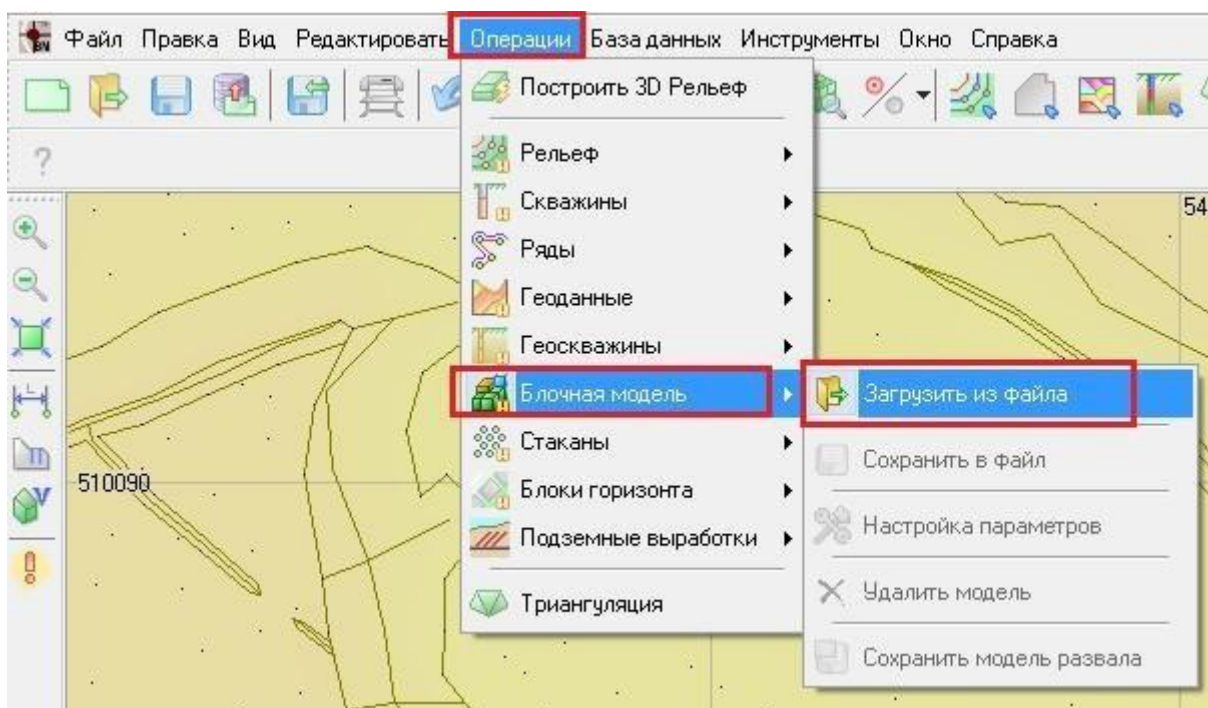 Файл Правка Вид Редактировать Операции База данных Инструменты Окно Справка
Построить 3D Рельеф
?
Рельеф
Скважины
54
Ряды
Геоданные
Геоскважины
Блочная модель
Загрузить из файла
Стаканы
Сохранить в файл
510090
Блоки горизонта
Настройка параметров
Подземные выработки
Удалить модель
Триангуляция
Сохранить модель развала